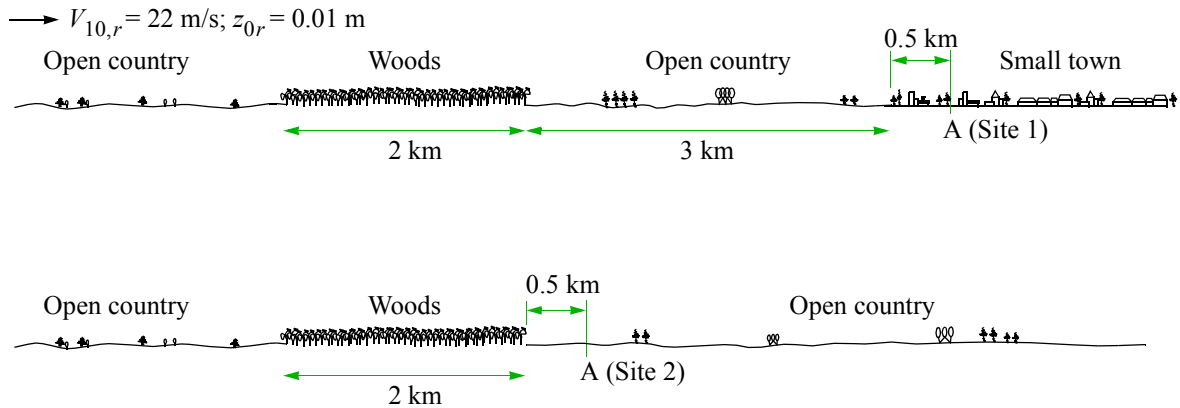 V10,r = 22 m/s; z0r = 0.01 m
0.5 km
Open country Woods Open country Small town
A (Site 1)
2 km 3 km
0.5 km
Open country Woods Open country
A (Site 2)
2 km